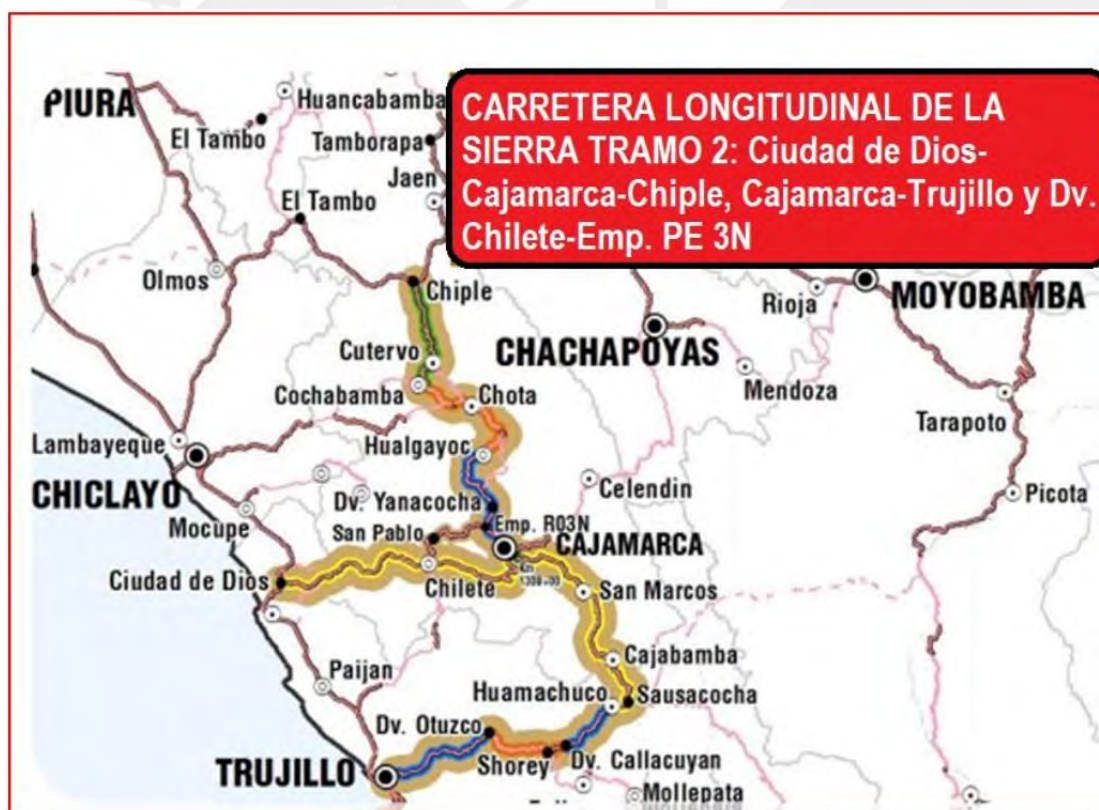 CARRETERA LONGITUDINAL DE LA
SIERRA TRAMO 2: Ciudad de Dios-
Cajamarca-Chiple, Cajamarca-Trujillo y Dv.
Chilete-Emp. PE 3N
PIURA
Huancabamba
El Tambo
Tamborapa
Jaen
El Tambo
Olmos
Chiple
Rioja
MOYOBAMBA
Cutervo
CHACHAPOYAS
Mendoza
Cochabamba
Chota
Tarapoto
Lambayeque
Hualgayoc
CHICLAYO
Celendin
Picota
Dv. Yanacocha
Mocupe
San Pablo
Emp. R03N
CAJAMARCA
Ciudad de Dios
Chilete
San Marcos
Cajabamba
Paijan
Huamachuco
Sausacocha
Dv. Otuzco
TRUJILLO
Shorey
Dv. Callacuyan
Mollepata